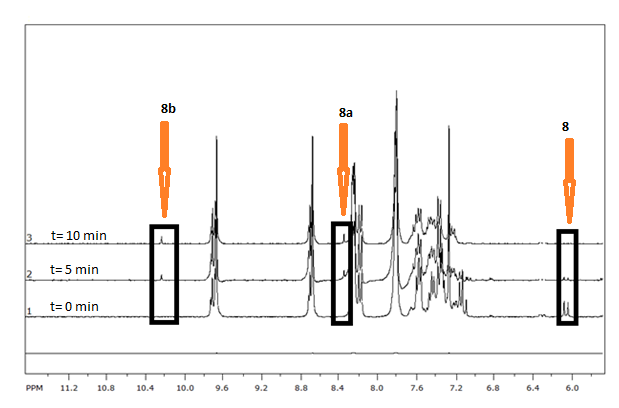 8b
8a
8
3 t= 10 min
2 t= 5 min
1 t= 0 min
PPM 11.2 10.8 10.4 10.0 9.6 9.2 8.8 8.4 8.0 7.6 7.2 6.8 6.4 6.0